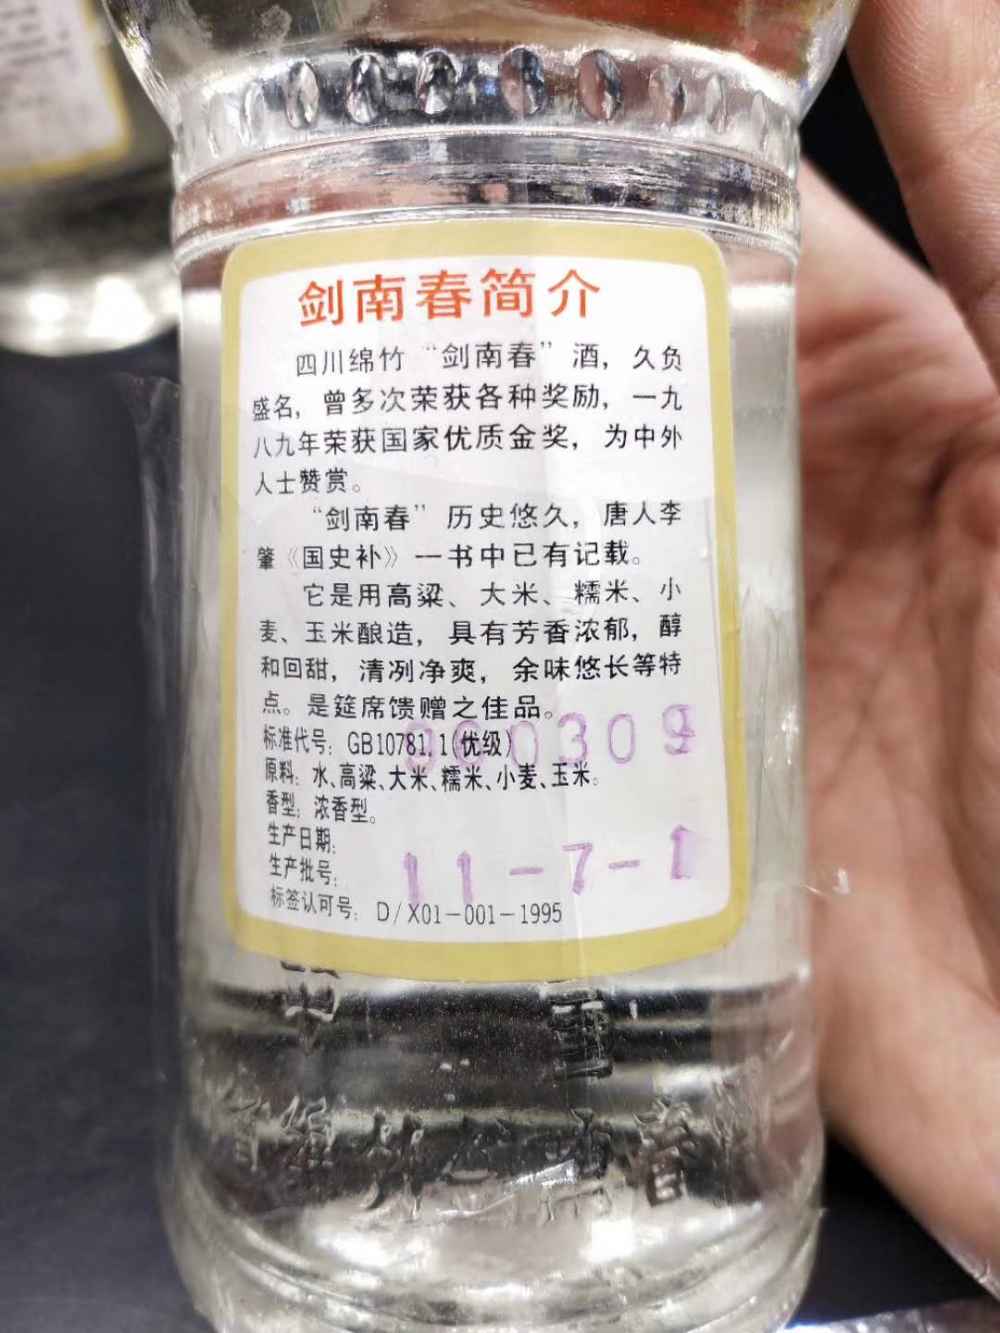 剑南春简介
四川绵竹“剑南春”酒，久负
盛名，曾多次荣获各种奖励，一九
八九年荣获国家优质金奖，为中外
人士赞赏。
“剑南春”历史悠久，唐人李
肇《国史补》一书中已有记载。
它是用高粱、大米、糯米、小
麦、玉米酿造，具有芳香浓郁，醇
和回甜，清冽净爽，余味悠长等特
点。是筵席馈赠之佳品。
标准代号：GB10781.1(优级)
960309
原料：水、高粱、大米、糯米、小麦、玉米。
香型：浓香型。
生产日期：
生产批号：
11-7-1
标签认可号：D/X01-001-1995